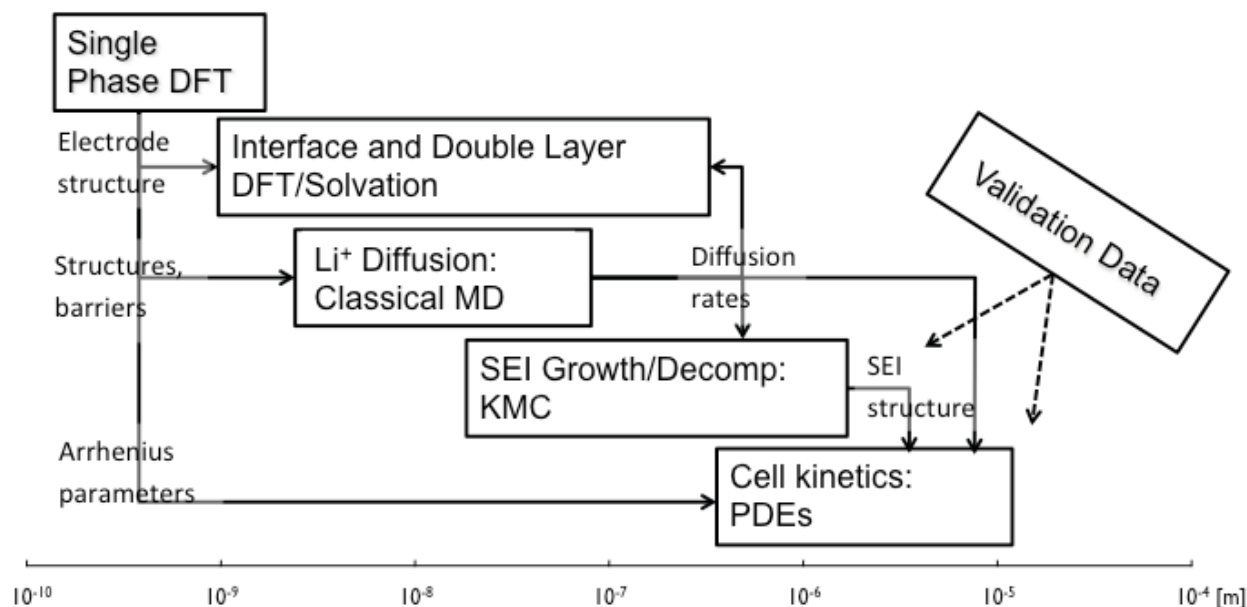 Single
Phase DFT
Electrode
structure
Interface and Double Layer
DFT/Solvation
Validation Data
Structures,
barriers
Li⁺ Diffusion:
Classical MD
Diffusion
rates
SEI Growth/Decomp:
KMC
SEI
structure
Arrhenius
parameters
Cell kinetics:
PDEs
10⁻¹⁰ 10⁻⁹ 10⁻⁸ 10⁻⁷ 10⁻⁶ 10⁻⁵ 10⁻⁴ [m]